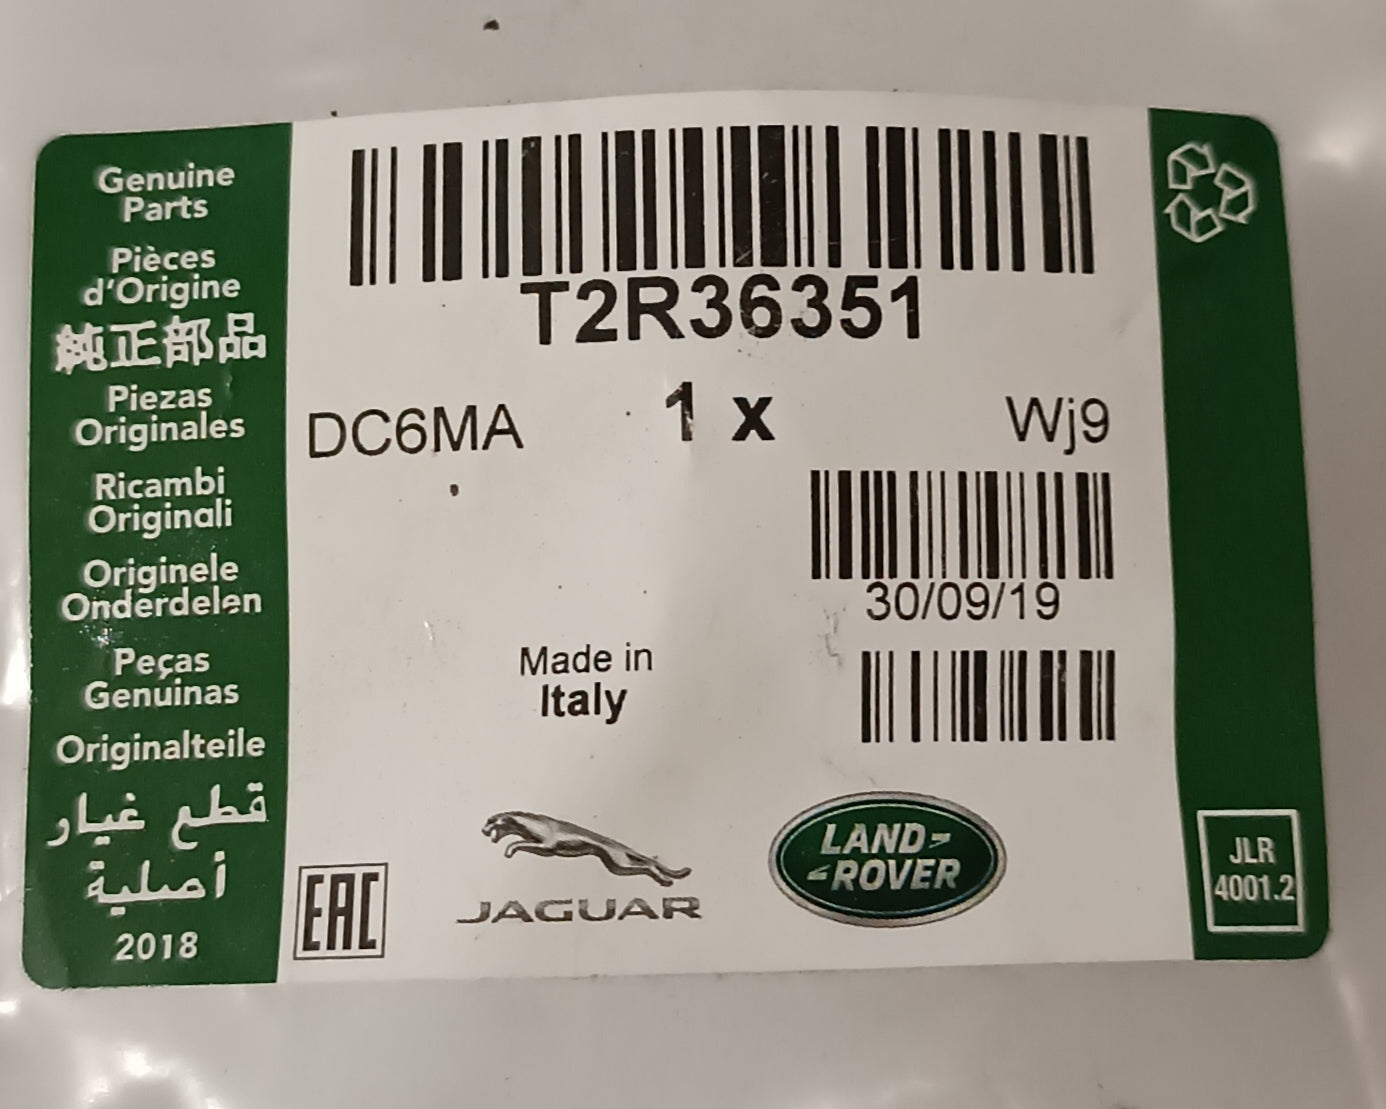 Genuine
Parts
Pièces
d'Origine
純正部品
Piezas
Originales
Ricambi
Originali
Originele
Onderdelen
Peças
Genuinas
Originalteile
قطع غيار
أصلية
2018
T2R36351
DC6MA 1 x Wj9
30/09/19
Made in
Italy
EAC
JAGUAR
LAND
ROVER
JLR
4001.2